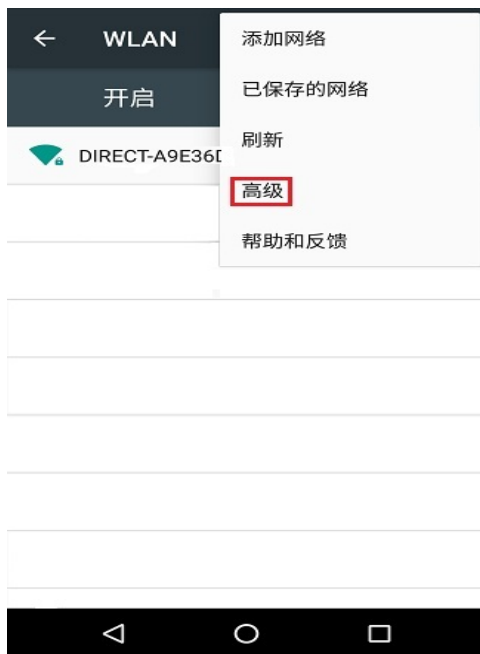 WLAN
开启
DIRECT-A9E36D
添加网络
已保存的网络
刷新
高级
帮助和反馈